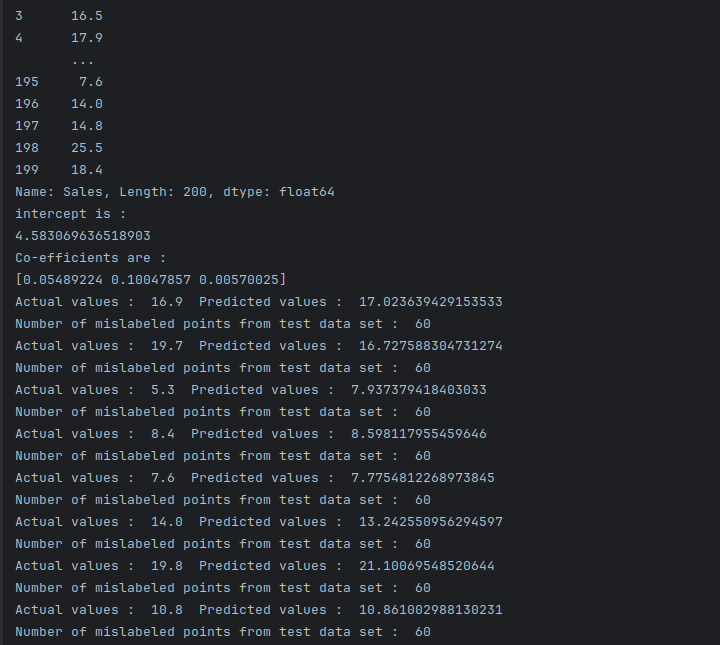 3      16.5
4      17.9
       ...
195     7.6
196    14.0
197    14.8
198    25.5
199    18.4
Name: Sales, Length: 200, dtype: float64
intercept is :
4.583069636518903
Co-efficients are :
[0.05489224 0.10047857 0.00570025]
Actual values :  16.9  Predicted values :  17.023639429153533
Number of mislabeled points from test data set :  60
Actual values :  19.7  Predicted values :  16.727588304731274
Number of mislabeled points from test data set :  60
Actual values :  5.3  Predicted values :  7.937379418403033
Number of mislabeled points from test data set :  60
Actual values :  8.4  Predicted values :  8.598117955459646
Number of mislabeled points from test data set :  60
Actual values :  7.6  Predicted values :  7.7754812268973845
Number of mislabeled points from test data set :  60
Actual values :  14.0  Predicted values :  13.242550956294597
Number of mislabeled points from test data set :  60
Actual values :  19.8  Predicted values :  21.10069548520644
Number of mislabeled points from test data set :  60
Actual values :  10.8  Predicted values :  10.861002988130231
Number of mislabeled points from test data set :  60